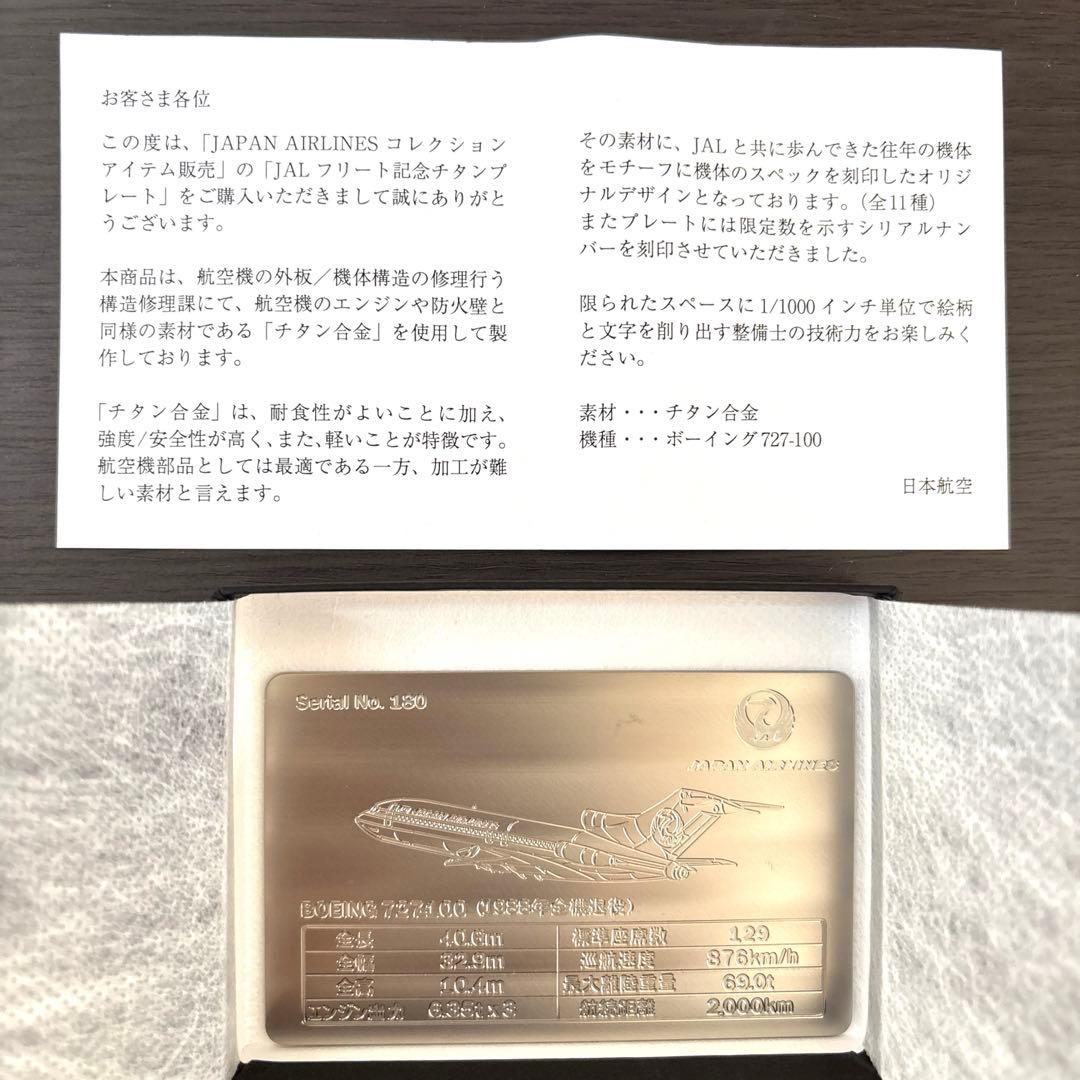 お客さま各位
この度は、「JAPAN AIRLINES コレクション
アイテム販売」の「JAL フリート記念チタンプ
レート」をご購入いただきまして誠にありがと
うございます。
本商品は、航空機の外板／機体構造の修理行う
構造修理課にて、航空機のエンジンや防火壁と
同様の素材である「チタン合金」を使用して製
作しております。
「チタン合金」は、耐食性がよいことに加え、
強度/安全性が高く、また、軽いことが特徴です。
航空機部品としては最適である一方、加工が難
しい素材と言えます。
その素材に、JAL と共に歩んできた往年の機体
をモチーフに機体のスペックを刻印したオリジ
ナルデザインとなっております。（全11種）
またプレートには限定数を示すシリアルナン
バーを刻印させていただきました。
限られたスペースに 1/1000 インチ単位で絵柄
と文字を削り出す整備士の技術力をお楽しみく
ださい。
素材・・・チタン合金
機種・・・ボーイング 727-100
日本航空
Serial No. 180
JAL
JAPAN AIRLINES
JAPAN AIRLINES
BOEING 727-100 (1988年全機退役)
全長 40.6m 標準座席数 129
全幅 32.9m 巡航速度 876km/h
全高 10.4m 最大離陸重量 69.0t
エンジン出力 6.35t x 3 航続距離 2,000km